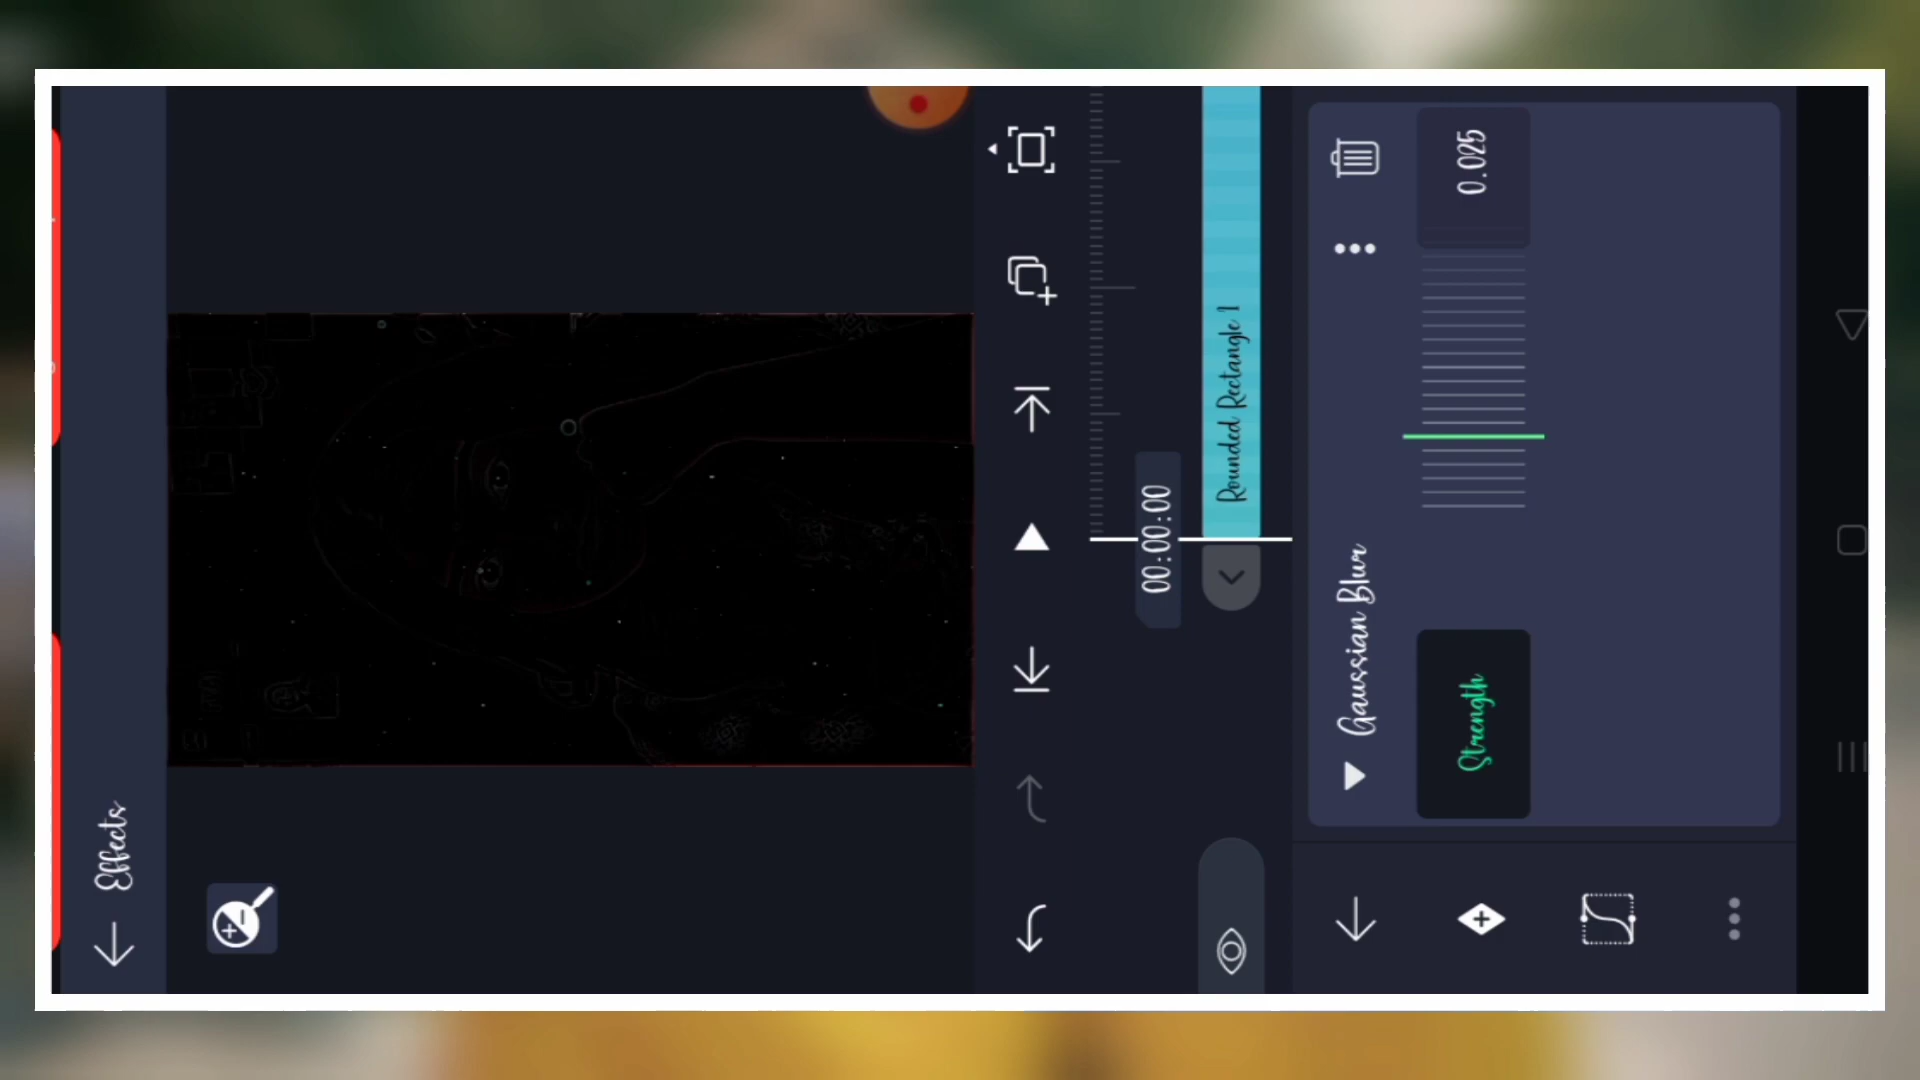 Effects
00:00:00
Rounded Rectangle 1
Gaussian Blur
Strength
0.025